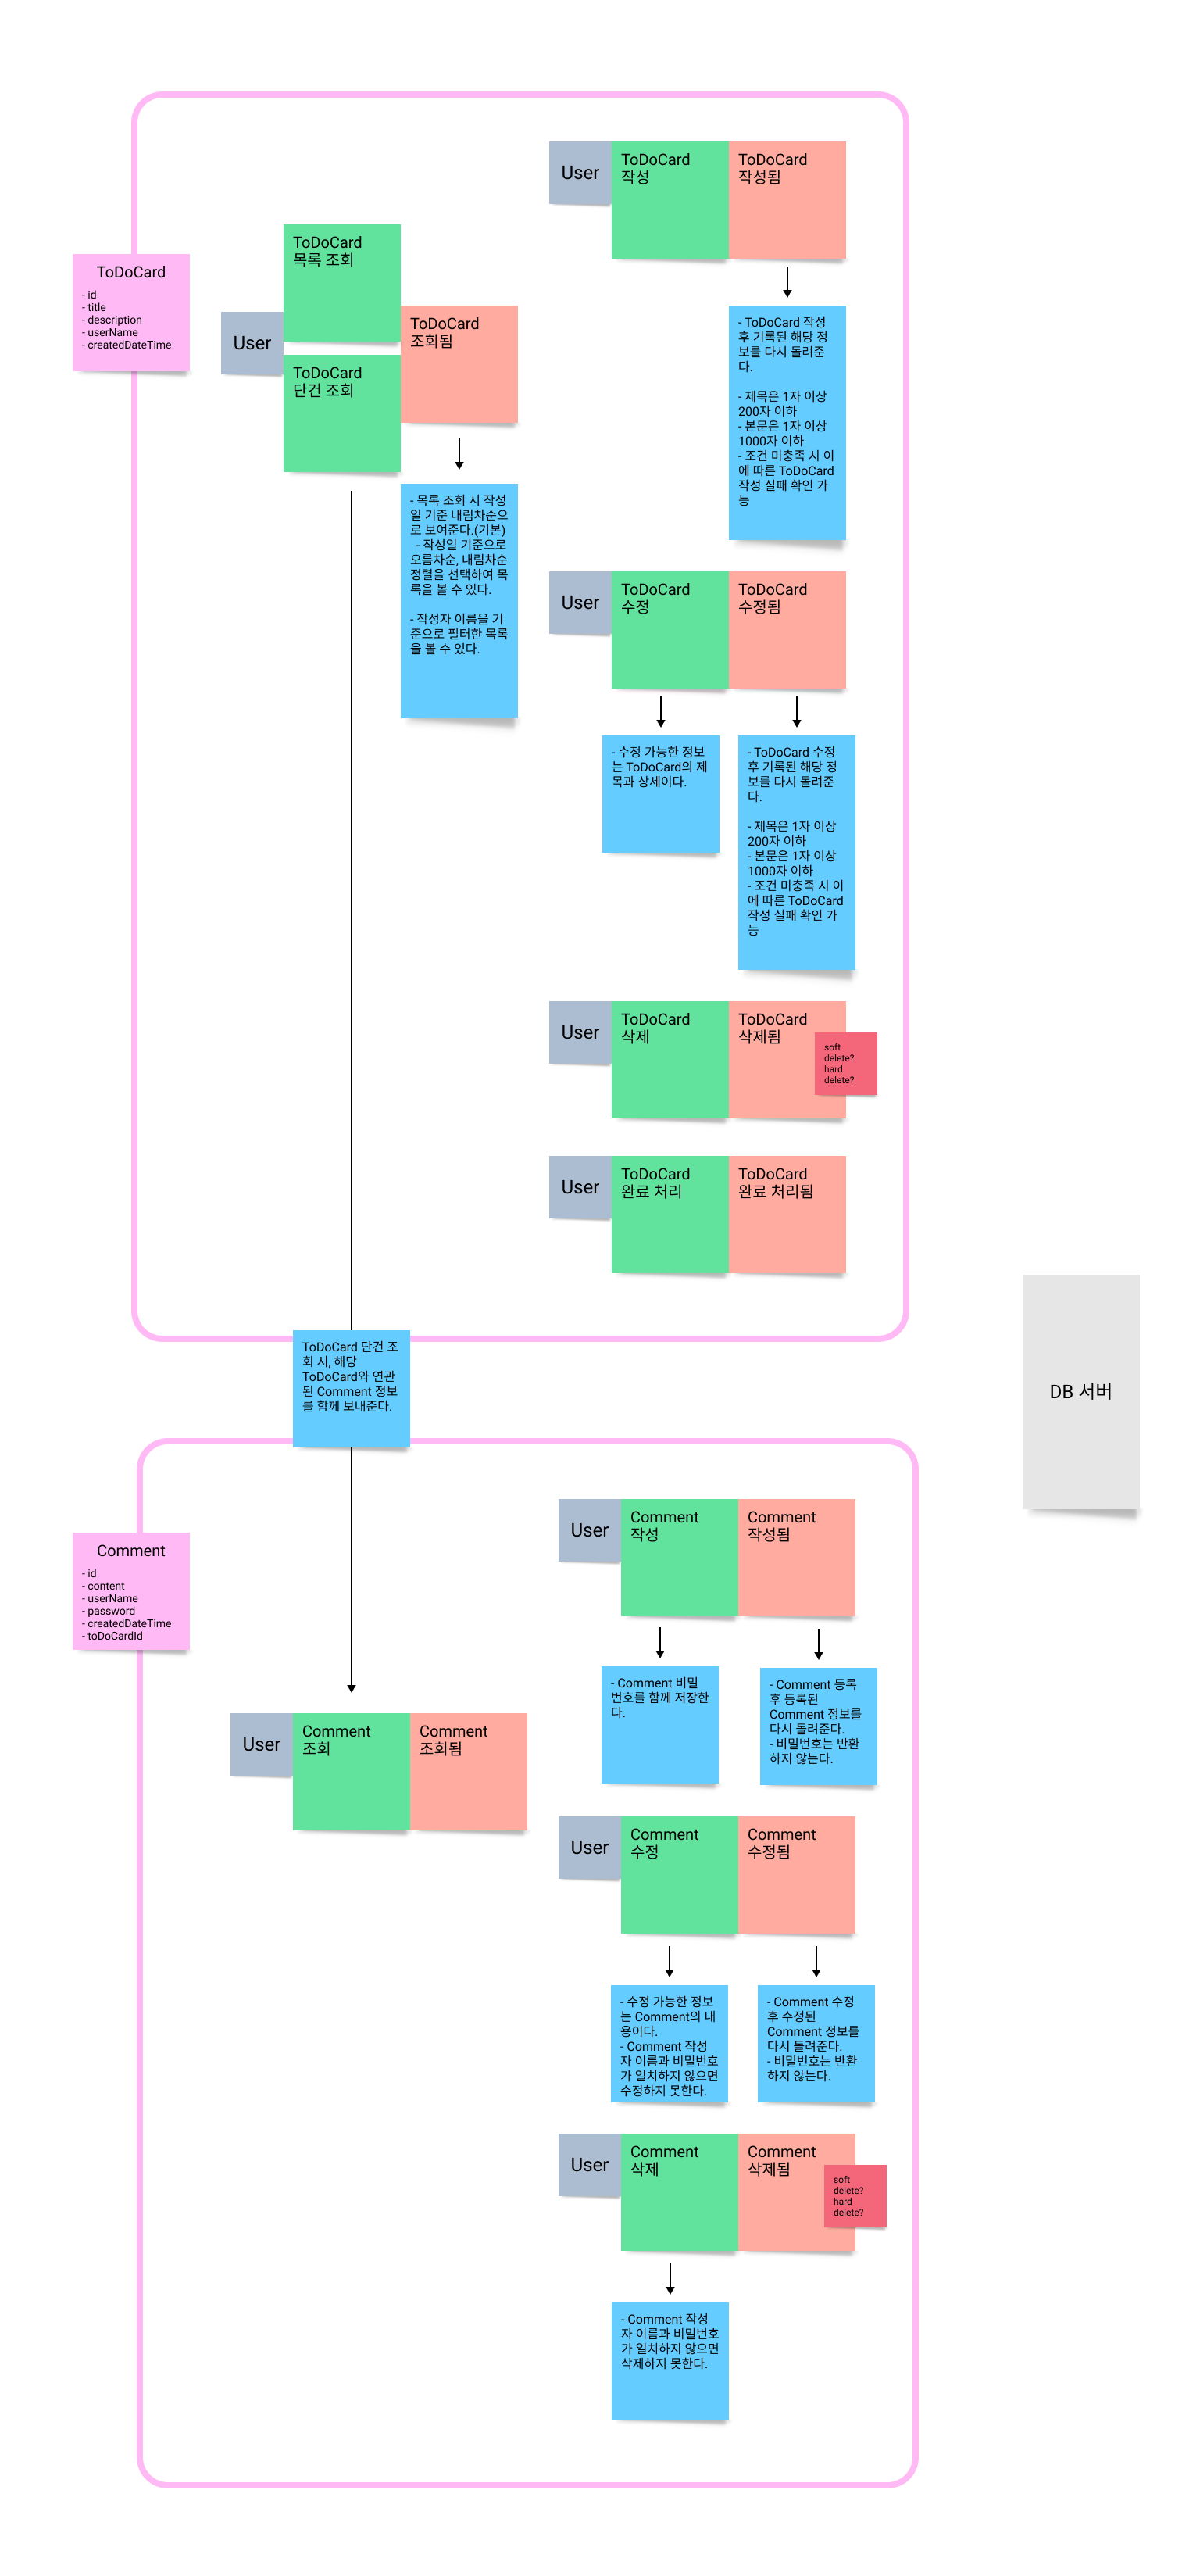 User
ToDoCard
작성
ToDoCard
작성됨
ToDoCard
목록 조회
ToDoCard
- id
- title
- description
- userName
- createdDateTime
User
ToDoCard
조회됨
ToDoCard
단건 조회
- ToDoCard 작성
후 기록된 해당 정
보를 다시 돌려준
다.
- 제목은 1자 이상
200자 이하
- 본문은 1자 이상
1000자 이하
- 조건 미충족 시 이
에 따른 ToDoCard
작성 실패 확인 가
능
- 목록 조회 시 작성
일 기준 내림차순으
로 보여준다.(기본)
- 작성일 기준으로
오름차순, 내림차순
정렬을 선택하여 목
록을 볼 수 있다.
- 작성자 이름을 기
준으로 필터한 목록
을 볼 수 있다.
User
ToDoCard
수정
ToDoCard
수정됨
- 수정 가능한 정보
는 ToDoCard의 제
목과 상세이다.
- ToDoCard 수정
후 기록된 해당 정
보를 다시 돌려준
다.
- 제목은 1자 이상
200자 이하
- 본문은 1자 이상
1000자 이하
- 조건 미충족 시 이
에 따른 ToDoCard
작성 실패 확인 가
능
User
ToDoCard
삭제
ToDoCard
삭제됨
soft
delete?
hard
delete?
User
ToDoCard
완료 처리
ToDoCard
완료 처리됨
ToDoCard 단건 조
회 시, 해당
ToDoCard와 연관
된 Comment 정보
를 함께 보내준다.
DB 서버
Comment
- id
- content
- userName
- password
- createdDateTime
- toDoCardId
User
Comment
작성
Comment
작성됨
- Comment 비밀
번호를 함께 저장한
다.
- Comment 등록
후 등록된
Comment 정보를
다시 돌려준다.
- 비밀번호는 반환
하지 않는다.
User
Comment
조회
Comment
조회됨
User
Comment
수정
Comment
수정됨
- 수정 가능한 정보
는 Comment의 내
용이다.
- Comment 작성
자 이름과 비밀번호
가 일치하지 않으면
수정하지 못한다.
- Comment 수정
후 수정된
Comment 정보를
다시 돌려준다.
- 비밀번호는 반환
하지 않는다.
User
Comment
삭제
Comment
삭제됨
soft
delete?
hard
delete?
- Comment 작성
자 이름과 비밀번호
가 일치하지 않으면
삭제하지 못한다.